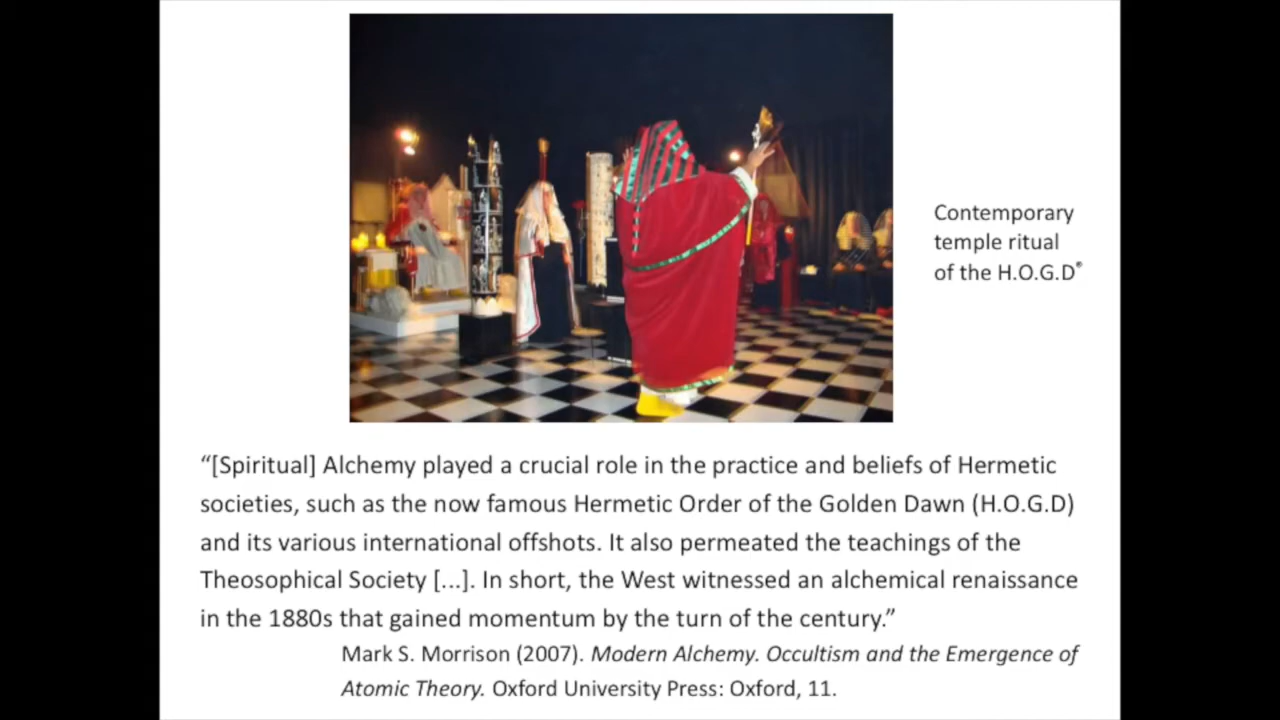 Contemporary
temple ritual
of the H.O.G.D®
“[Spiritual] Alchemy played a crucial role in the practice and beliefs of Hermetic
societies, such as the now famous Hermetic Order of the Golden Dawn (H.O.G.D)
and its various international offshots. It also permeated the teachings of the
Theosophical Society [...]. In short, the West witnessed an alchemical renaissance
in the 1880s that gained momentum by the turn of the century.”
Mark S. Morrison (2007). Modern Alchemy. Occultism and the Emergence of
Atomic Theory. Oxford University Press: Oxford, 11.